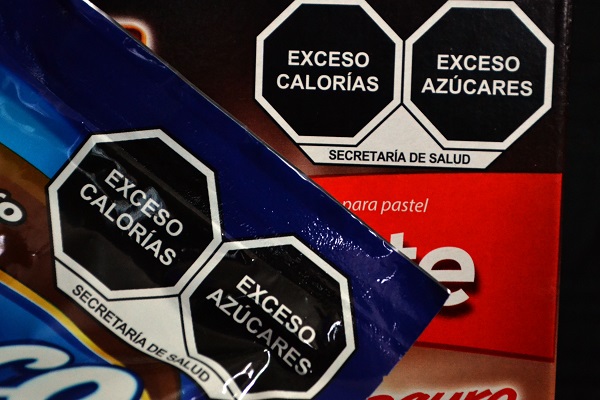 EXCESO
CALORÍAS
EXCESO
AZÚCARES
SECRETARÍA DE SALUD
para pastel
EXCESO
CALORÍAS
EXCESO
AZÚCARES
SECRETARÍA DE SALUD